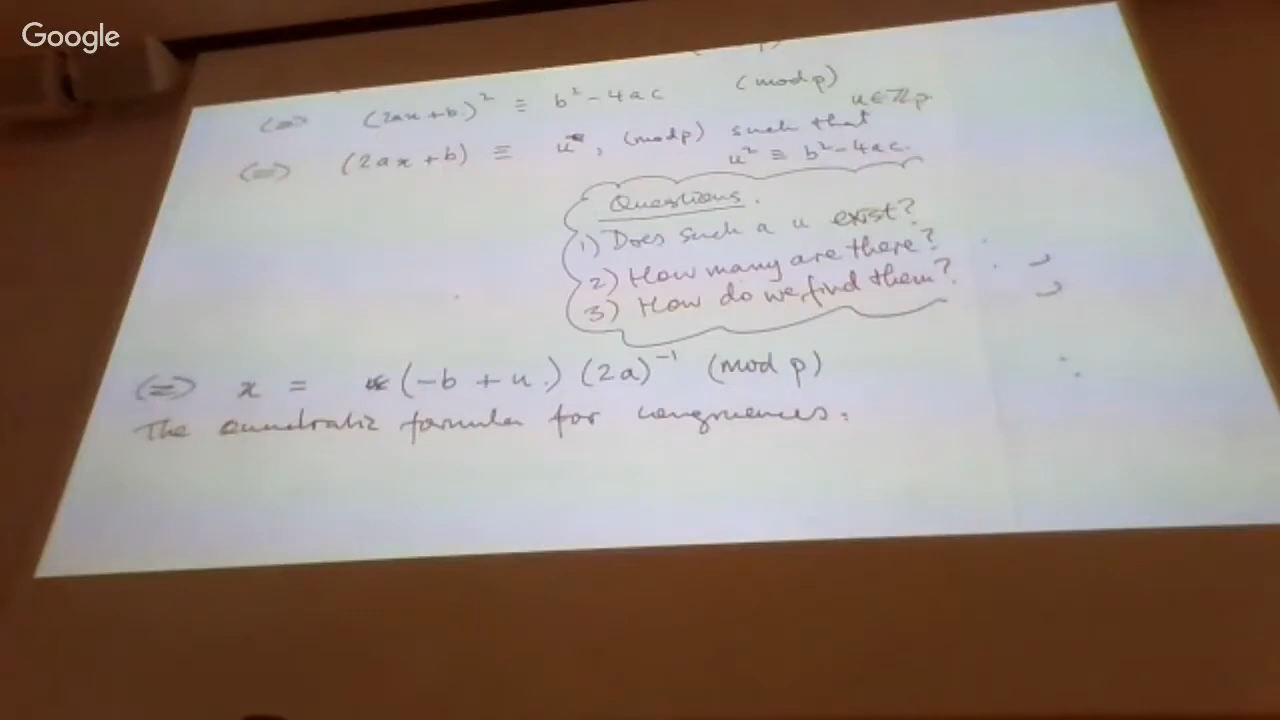 Google
(⇔) (2ax+b)² ≡ b²-4ac (mod p)
(⇔) (2ax+b) ≡ u, (mod p) such that u∈ℤp
u² ≡ b²-4ac.
Questions.
1) Does such a u exist?
2) How many are there?
3) How do we find them?
(⇔) x = (-b + u.) (2a)⁻¹ (mod p)
The quadratic formula for congruences.